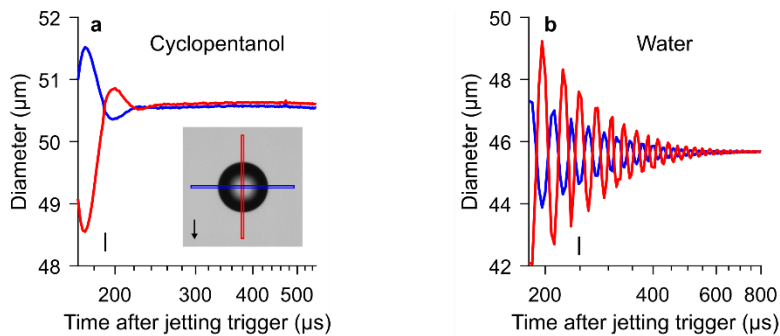 a
Cyclopentanol
Diameter (µm)
52
51
50
49
48
200
300
400
500
Time after jetting trigger (µs)
b
Water
Diameter (µm)
50
48
46
44
42
200
400
600
800
Time after jetting trigger (µs)